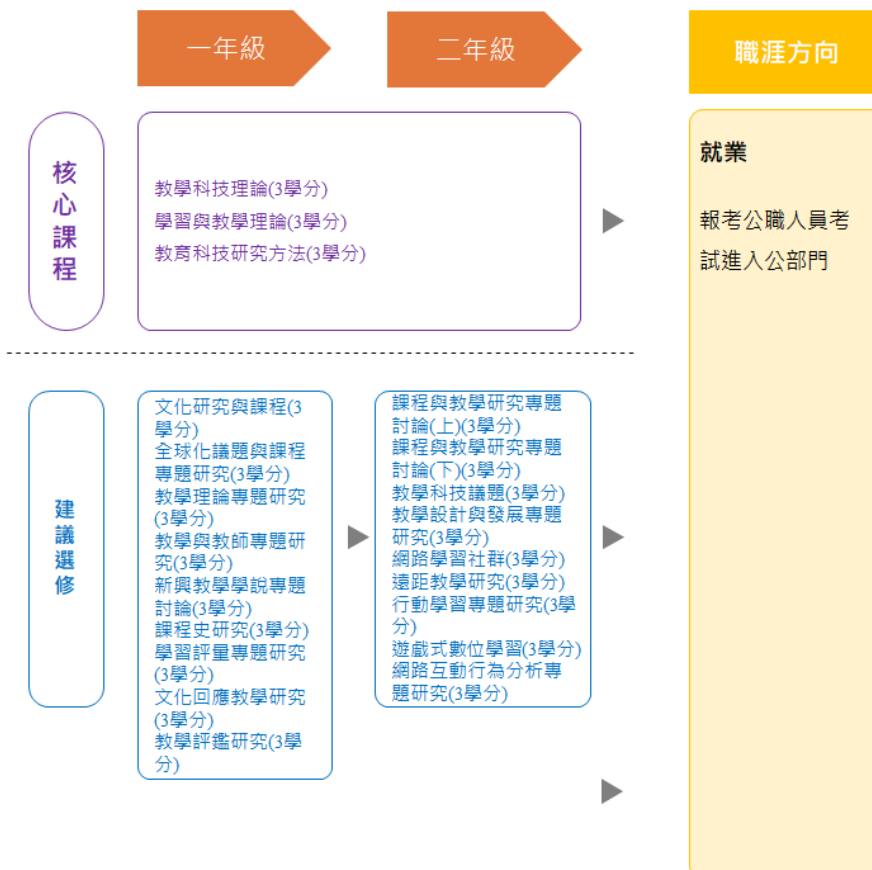 一年級
二年級
職涯方向
核
心
課
程
教學科技理論(3學分)
學習與教學理論(3學分)
教育科技研究方法(3學分)
就業
報考公職人員考
試進入公部門
建
議
選
修
文化研究與課程(3
學分)
全球化議題與課程
專題研究(3學分)
教學理論專題研究
(3學分)
教學與教師專題研
究(3學分)
新興教學學說專題
討論(3學分)
課程史研究(3學分)
學習評量專題研究
(3學分)
文化回應教學研究
(3學分)
教學評鑑研究(3學
分)
課程與教學研究專題
討論(上)(3學分)
課程與教學研究專題
討論(下)(3學分)
教學科技議題(3學分)
教學設計與發展專題
研究(3學分)
網路學習社群(3學分)
遠距教學研究(3學分)
行動學習專題研究(3學
分)
遊戲式數位學習(3學分)
網路互動行為分析專
題研究(3學分)